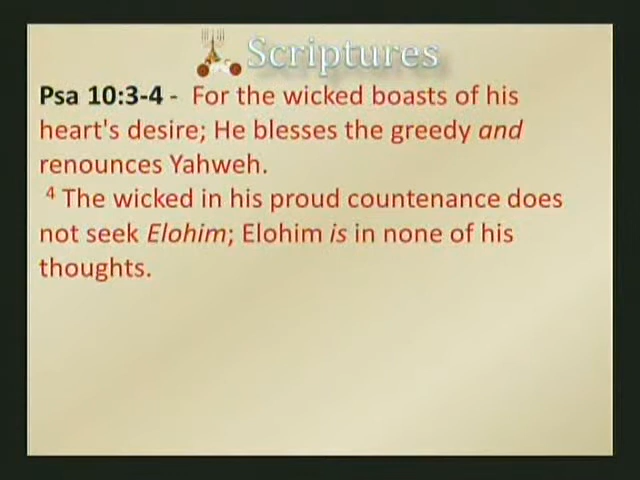 Scriptures
Psa 10:3-4 - For the wicked boasts of his
heart's desire; He blesses the greedy and
renounces Yahweh.
4 The wicked in his proud countenance does
not seek Elohim; Elohim is in none of his
thoughts.